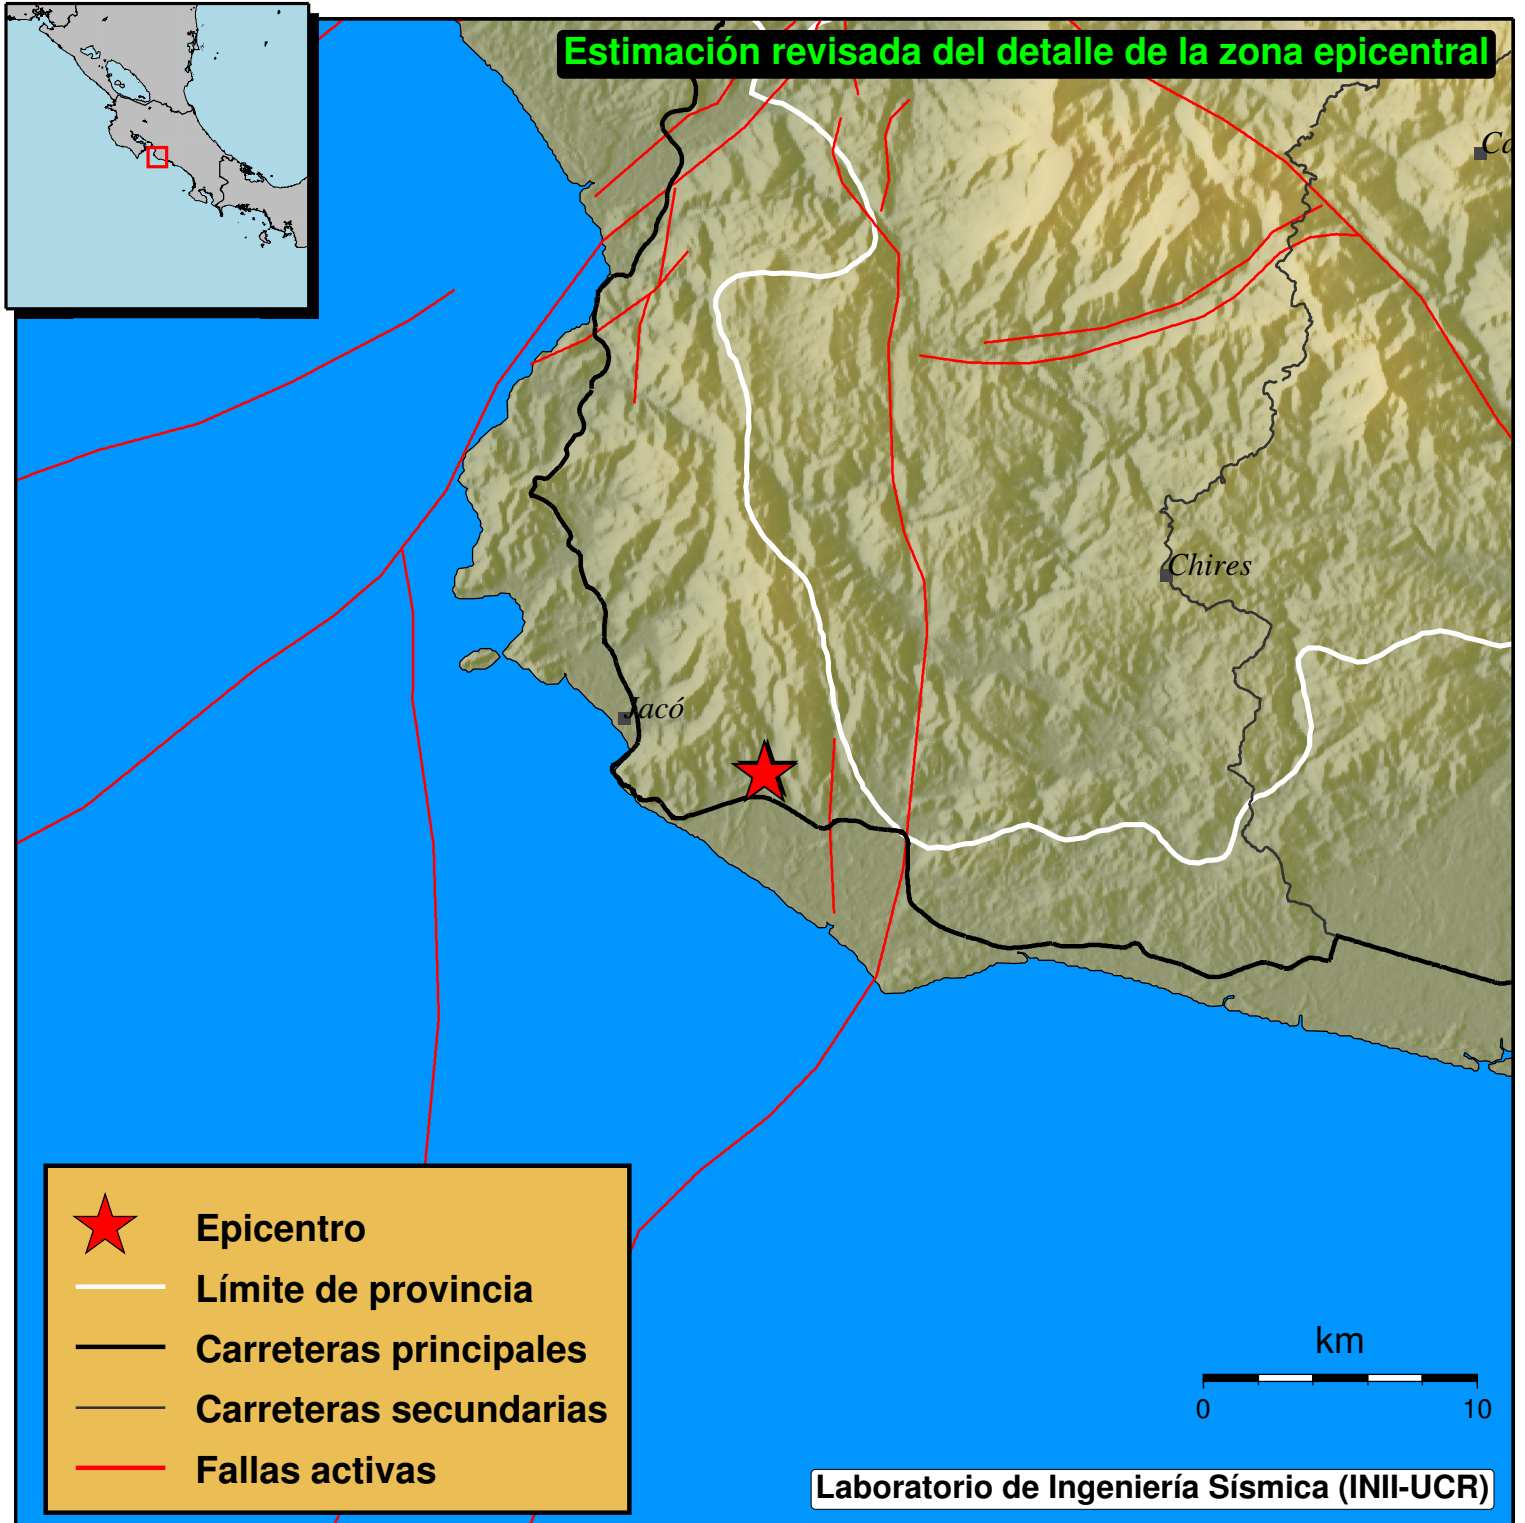 Estimación revisada del detalle de la zona epicentral
Chires
Jacó
Epicentro
Límite de provincia
Carreteras principales
Carreteras secundarias
Fallas activas
km
0 10
Laboratorio de Ingeniería Sísmica (INII-UCR)